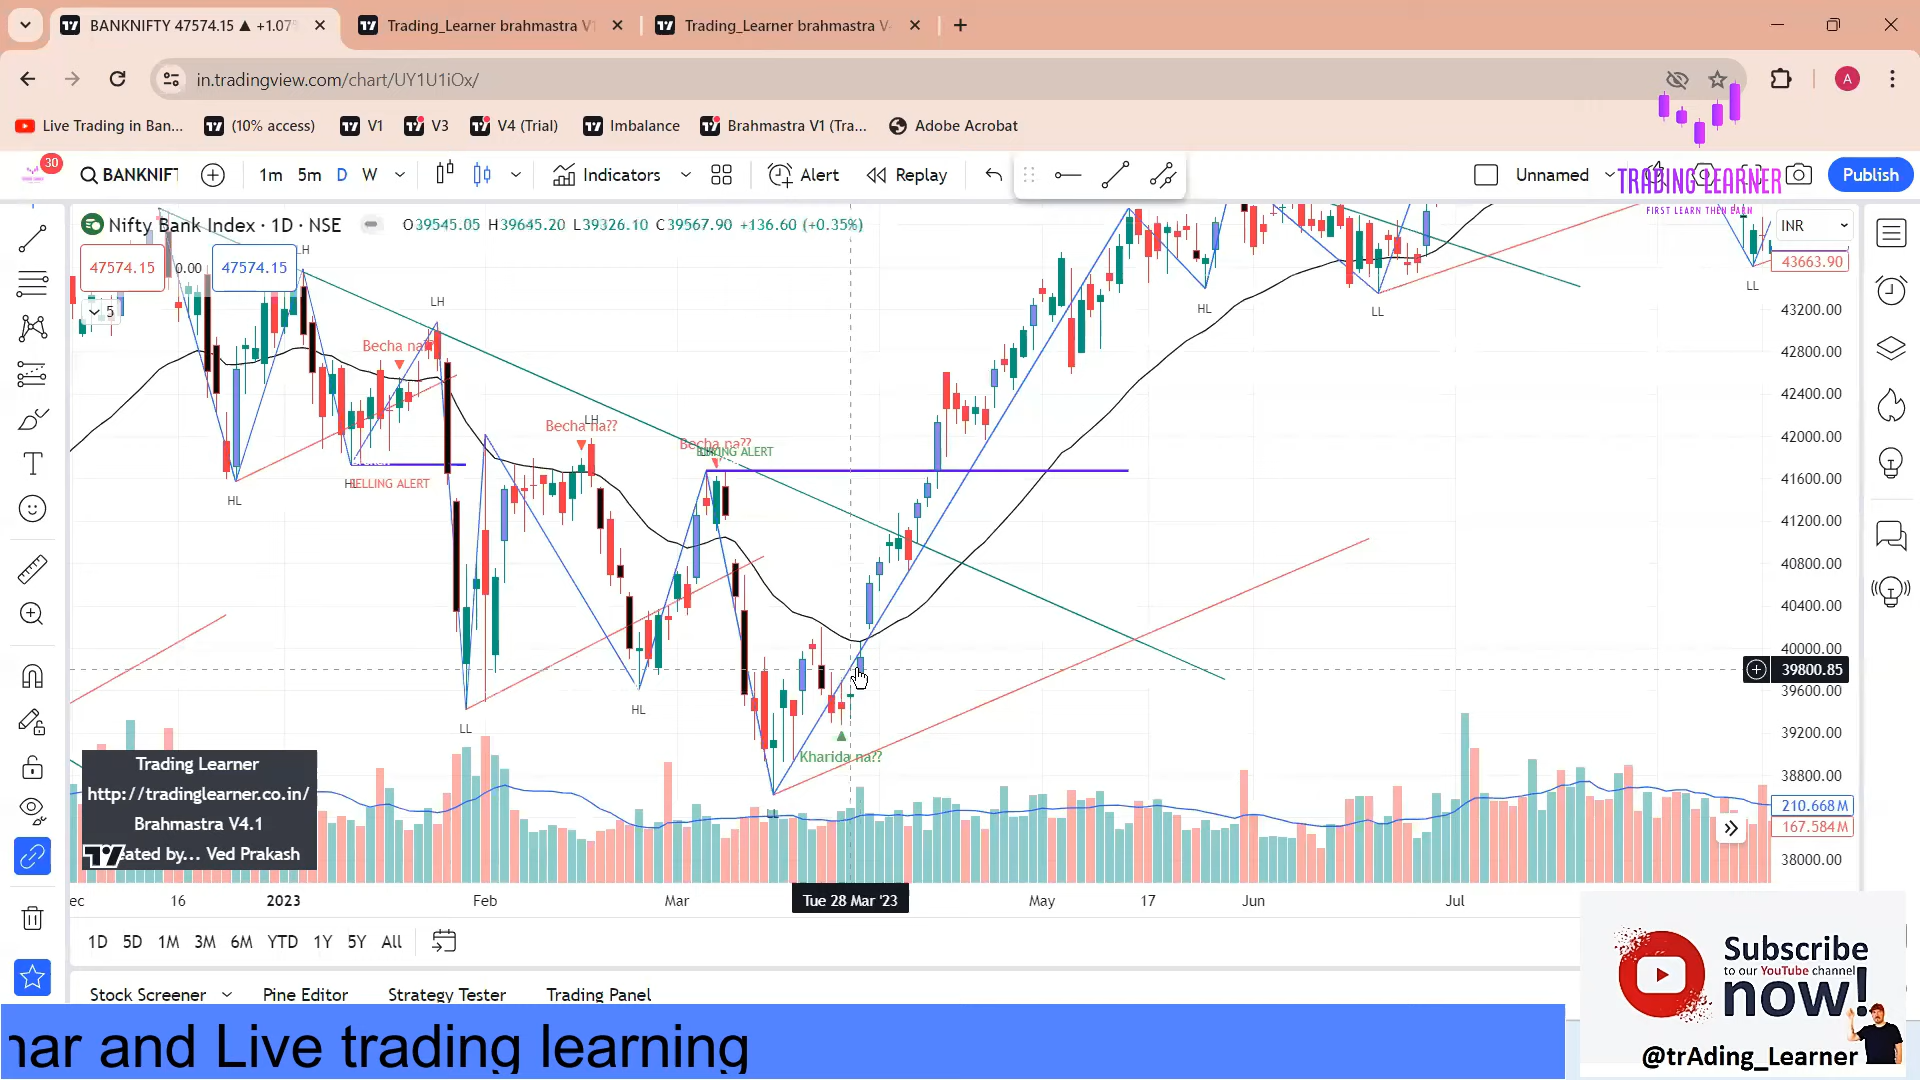 BANKNIFTY 47574.15 ▲ +1.07%
Trading_Learner brahmastra V
Trading_Learner brahmastra V
in.tradingview.com/chart/UY1U1iOx/
A
Live Trading in Ban...
(10% access)
V1
V3
V4 (Trial)
Imbalance
Brahmastra V1 (Tra...
Adobe Acrobat
30
BANKNIFT
1m
5m
D
W
Indicators
Alert
Replay
Unnamed
Publish
TRADING LEARNER
FIRST LEARN THEN EARN
Nifty Bank Index · 1D · NSE
O39545.05 H39645.20 L39326.10 C39567.90 +136.60 (+0.35%)
INR
47574.15
0.00
47574.15
5
43663.90
LH
LH
Becha na??
LH
Becha na??
Becha na??
HL
SELLING ALERT
HL
LL
HL
LL
Kharida na??
HL
LL
LL
43200.00
42800.00
42400.00
42000.00
41600.00
41200.00
40800.00
40400.00
40000.00
39800.85
39600.00
39200.00
38800.00
210.668M
167.584M
38000.00
Trading Learner
http://tradinglearner.co.in/
Brahmastra V4.1
eated by... Ved Prakash
ec
16
2023
Feb
Mar
Tue 28 Mar '23
May
17
Jun
Jul
1D
5D
1M
3M
6M
YTD
1Y
5Y
All
Stock Screener
Pine Editor
Strategy Tester
Trading Panel
nar and Live trading learning
Subscribe
to our YouTube channel
now!
@trAding_Learner